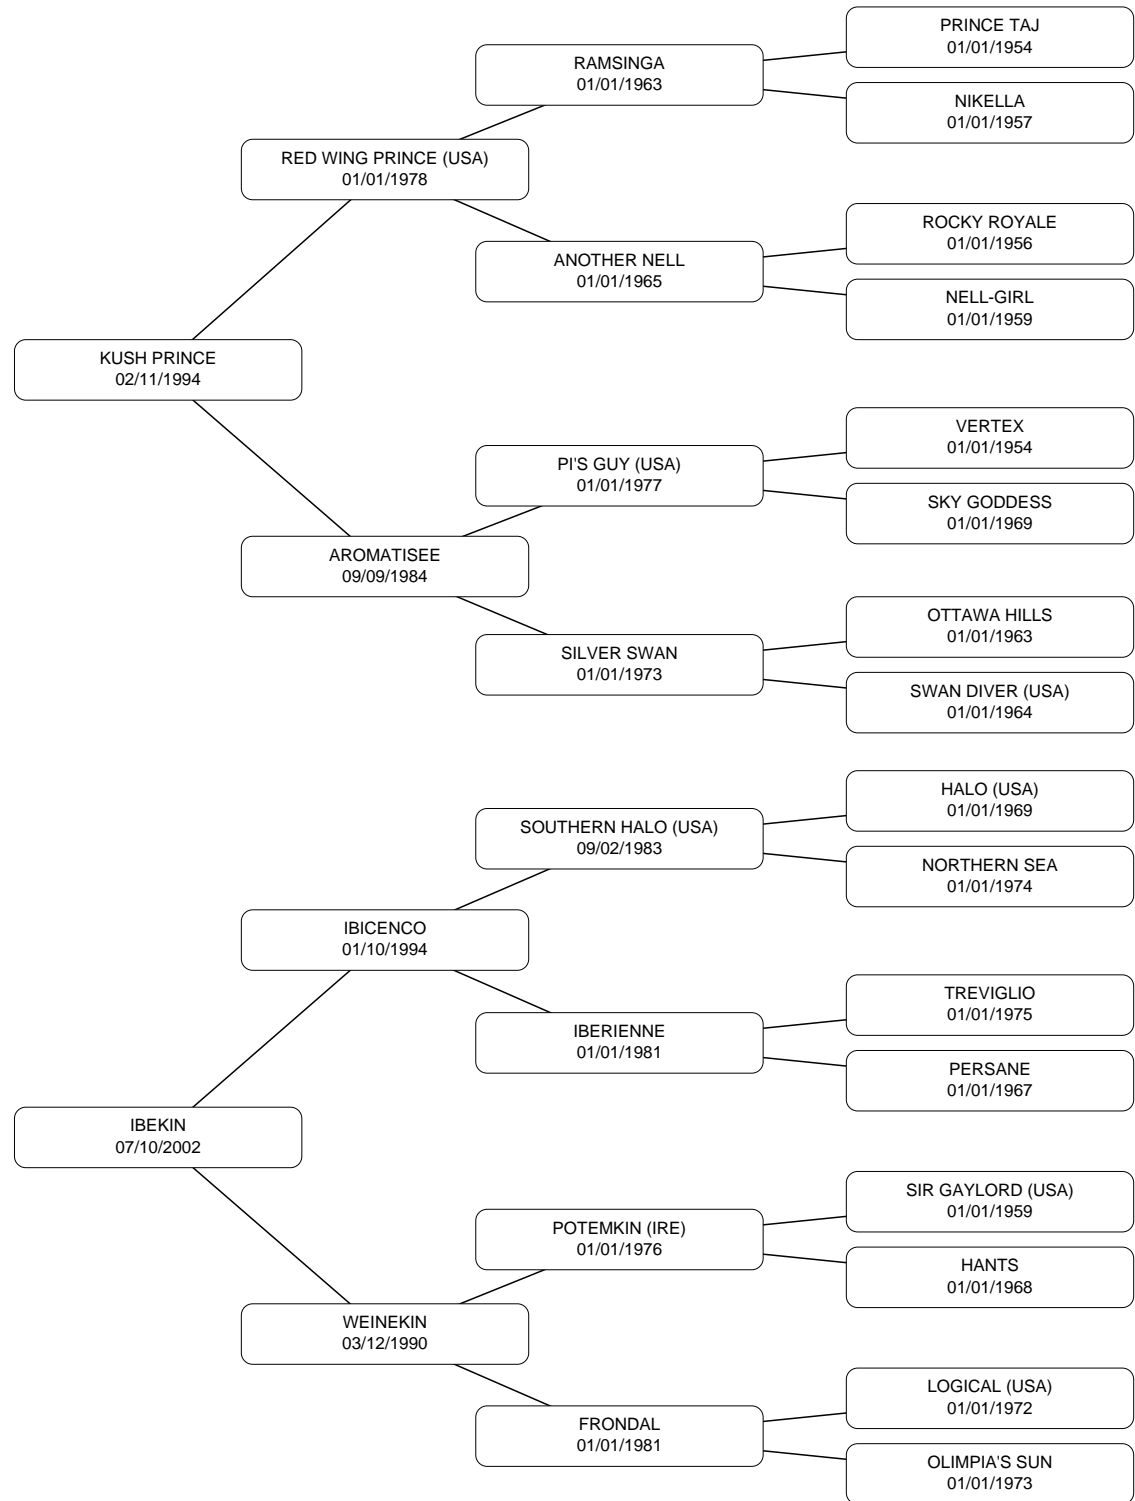 PRINCE TAJ
01/01/1954
RAMSINGA
01/01/1963
NIKELLA
01/01/1957
RED WING PRINCE (USA)
01/01/1978
ROCKY ROYALE
01/01/1956
ANOTHER NELL
01/01/1965
NELL-GIRL
01/01/1959
KUSH PRINCE
02/11/1994
VERTEX
01/01/1954
PI'S GUY (USA)
01/01/1977
SKY GODDESS
01/01/1969
AROMATISEE
09/09/1984
OTTAWA HILLS
01/01/1963
SILVER SWAN
01/01/1973
SWAN DIVER (USA)
01/01/1964
HALO (USA)
01/01/1969
SOUTHERN HALO (USA)
09/02/1983
NORTHERN SEA
01/01/1974
IBICENCO
01/10/1994
TREVIGLIO
01/01/1975
IBERIENNE
01/01/1981
PERSANE
01/01/1967
IBEKIN
07/10/2002
SIR GAYLORD (USA)
01/01/1959
POTEMKIN (IRE)
01/01/1976
HANTS
01/01/1968
WEINEKIN
03/12/1990
LOGICAL (USA)
01/01/1972
FRONDAL
01/01/1981
OLIMPIA'S SUN
01/01/1973